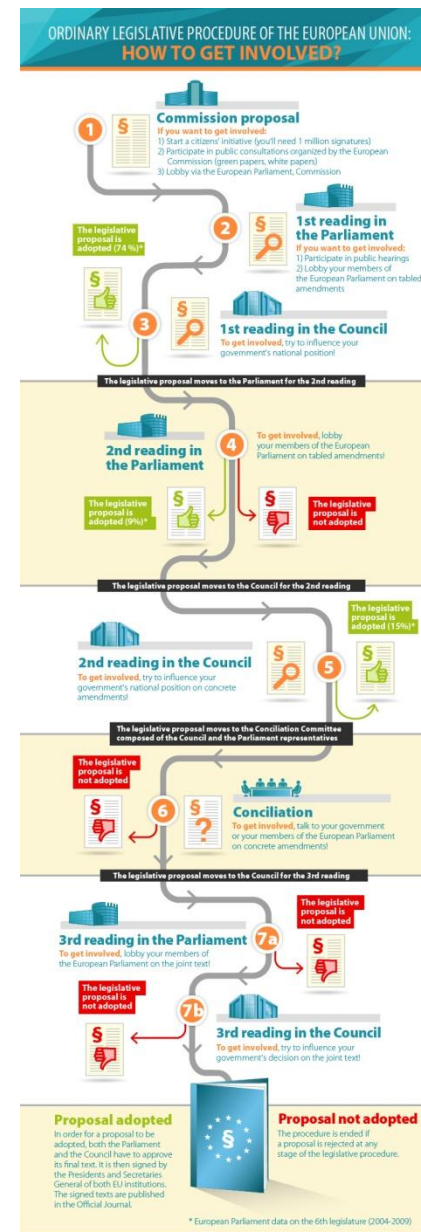 ORDINARY LEGISLATIVE PROCEDURE OF THE EUROPEAN UNION:
HOW TO GET INVOLVED?
1
§
Commission proposal
If you want to get involved:
1) Start a citizens' initiative (you'll need 1 million signatures)
2) Participate in public consultations organized by the European
Commission (green papers, white papers)
3) Lobby via the European Parliament, Commission
2
§
1st reading in
the Parliament
If you want to get involved:
1) Participate in public hearings
2) Lobby your members of
the European Parliament on tabled
amendments
The legislative
proposal is
adopted (74 %)*
§
3
§
1st reading in the Council
To get involved, try to influence your
government's national position!
The legislative proposal moves to the Parliament for the 2nd reading
2nd reading in
the Parliament
4
To get involved, lobby
your members of the European
Parliament on tabled amendments!
The legislative
proposal is
adopted (9%)*
§
§
The legislative
proposal is
not adopted
The legislative proposal moves to the Council for the 2nd reading
2nd reading in the Council
To get involved, try to influence your
government's national position on concrete
amendments!
§
5
The legislative
proposal is
adopted (15%)*
§
The legislative proposal moves to the Conciliation Committee
composed of the Council and the Parliament representatives
The legislative
proposal is
not adopted
§
6
§
?
Conciliation
To get involved, talk to your government
or your members of the European Parliament
on concrete amendments!
The legislative proposal moves to the Council for the 3rd reading
3rd reading in the Parliament
To get involved, lobby your members of
the European Parliament on the joint text!
7a
The legislative
proposal is
not adopted
§
The legislative
proposal is
not adopted
§
7b
3rd reading in the Council
To get involved, try to influence your
government's decision on the joint text!
Proposal adopted
In order for a proposal to be
adopted, both the Parliament
and the Council have to approve
its final text. It is then signed by
the Presidents and Secretaries
General of both EU institutions.
The signed texts are published
in the Official Journal.
§
Proposal not adopted
The procedure is ended if
a proposal is rejected at any
stage of the legislative procedure.
* European Parliament data on the 6th legislature (2004-2009)